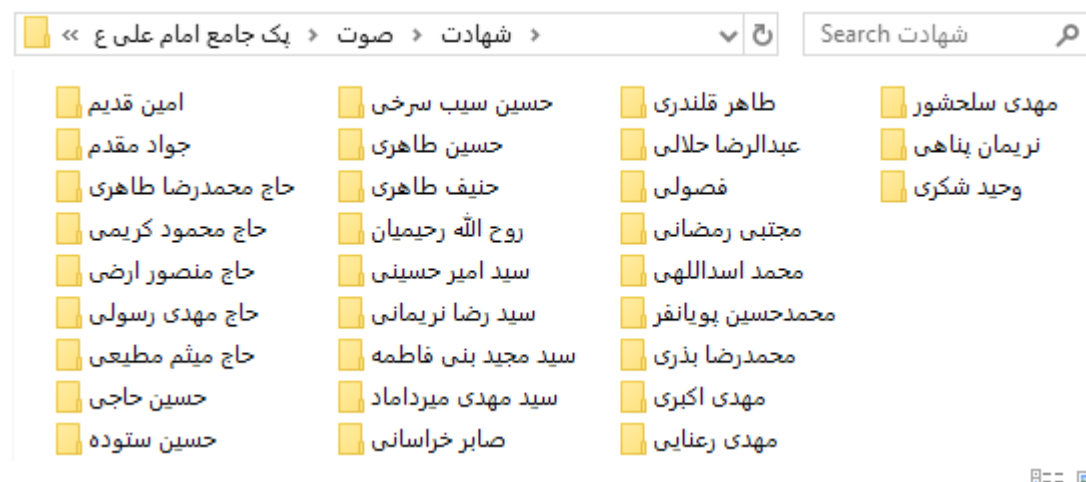 « پک جامع امام علی ع › صوت › شهادت ›
Search شهادت
امین قدیم
جواد مقدم
حاج محمدرضا طاهری
حاج محمود کریمی
حاج منصور ارضی
حاج مهدی رسولی
حاج میثم مطیعی
حسین حاجی
حسین ستوده
حسین سیب سرخی
حسین طاهری
حنیف طاهری
روح الله رحیمیان
سید امیر حسینی
سید رضا نریمانی
سید مجید بنی فاطمه
سید مهدی میرداماد
صابر خراسانی
طاهر قلندری
عبدالرضا حلالی
فصولی
مجتبی رمضانی
محمد اسداللهی
محمدحسین پویانفر
محمدرضا بذری
مهدی اکبری
مهدی رعنایی
مهدی سلحشور
نریمان پناهی
وحید شکری